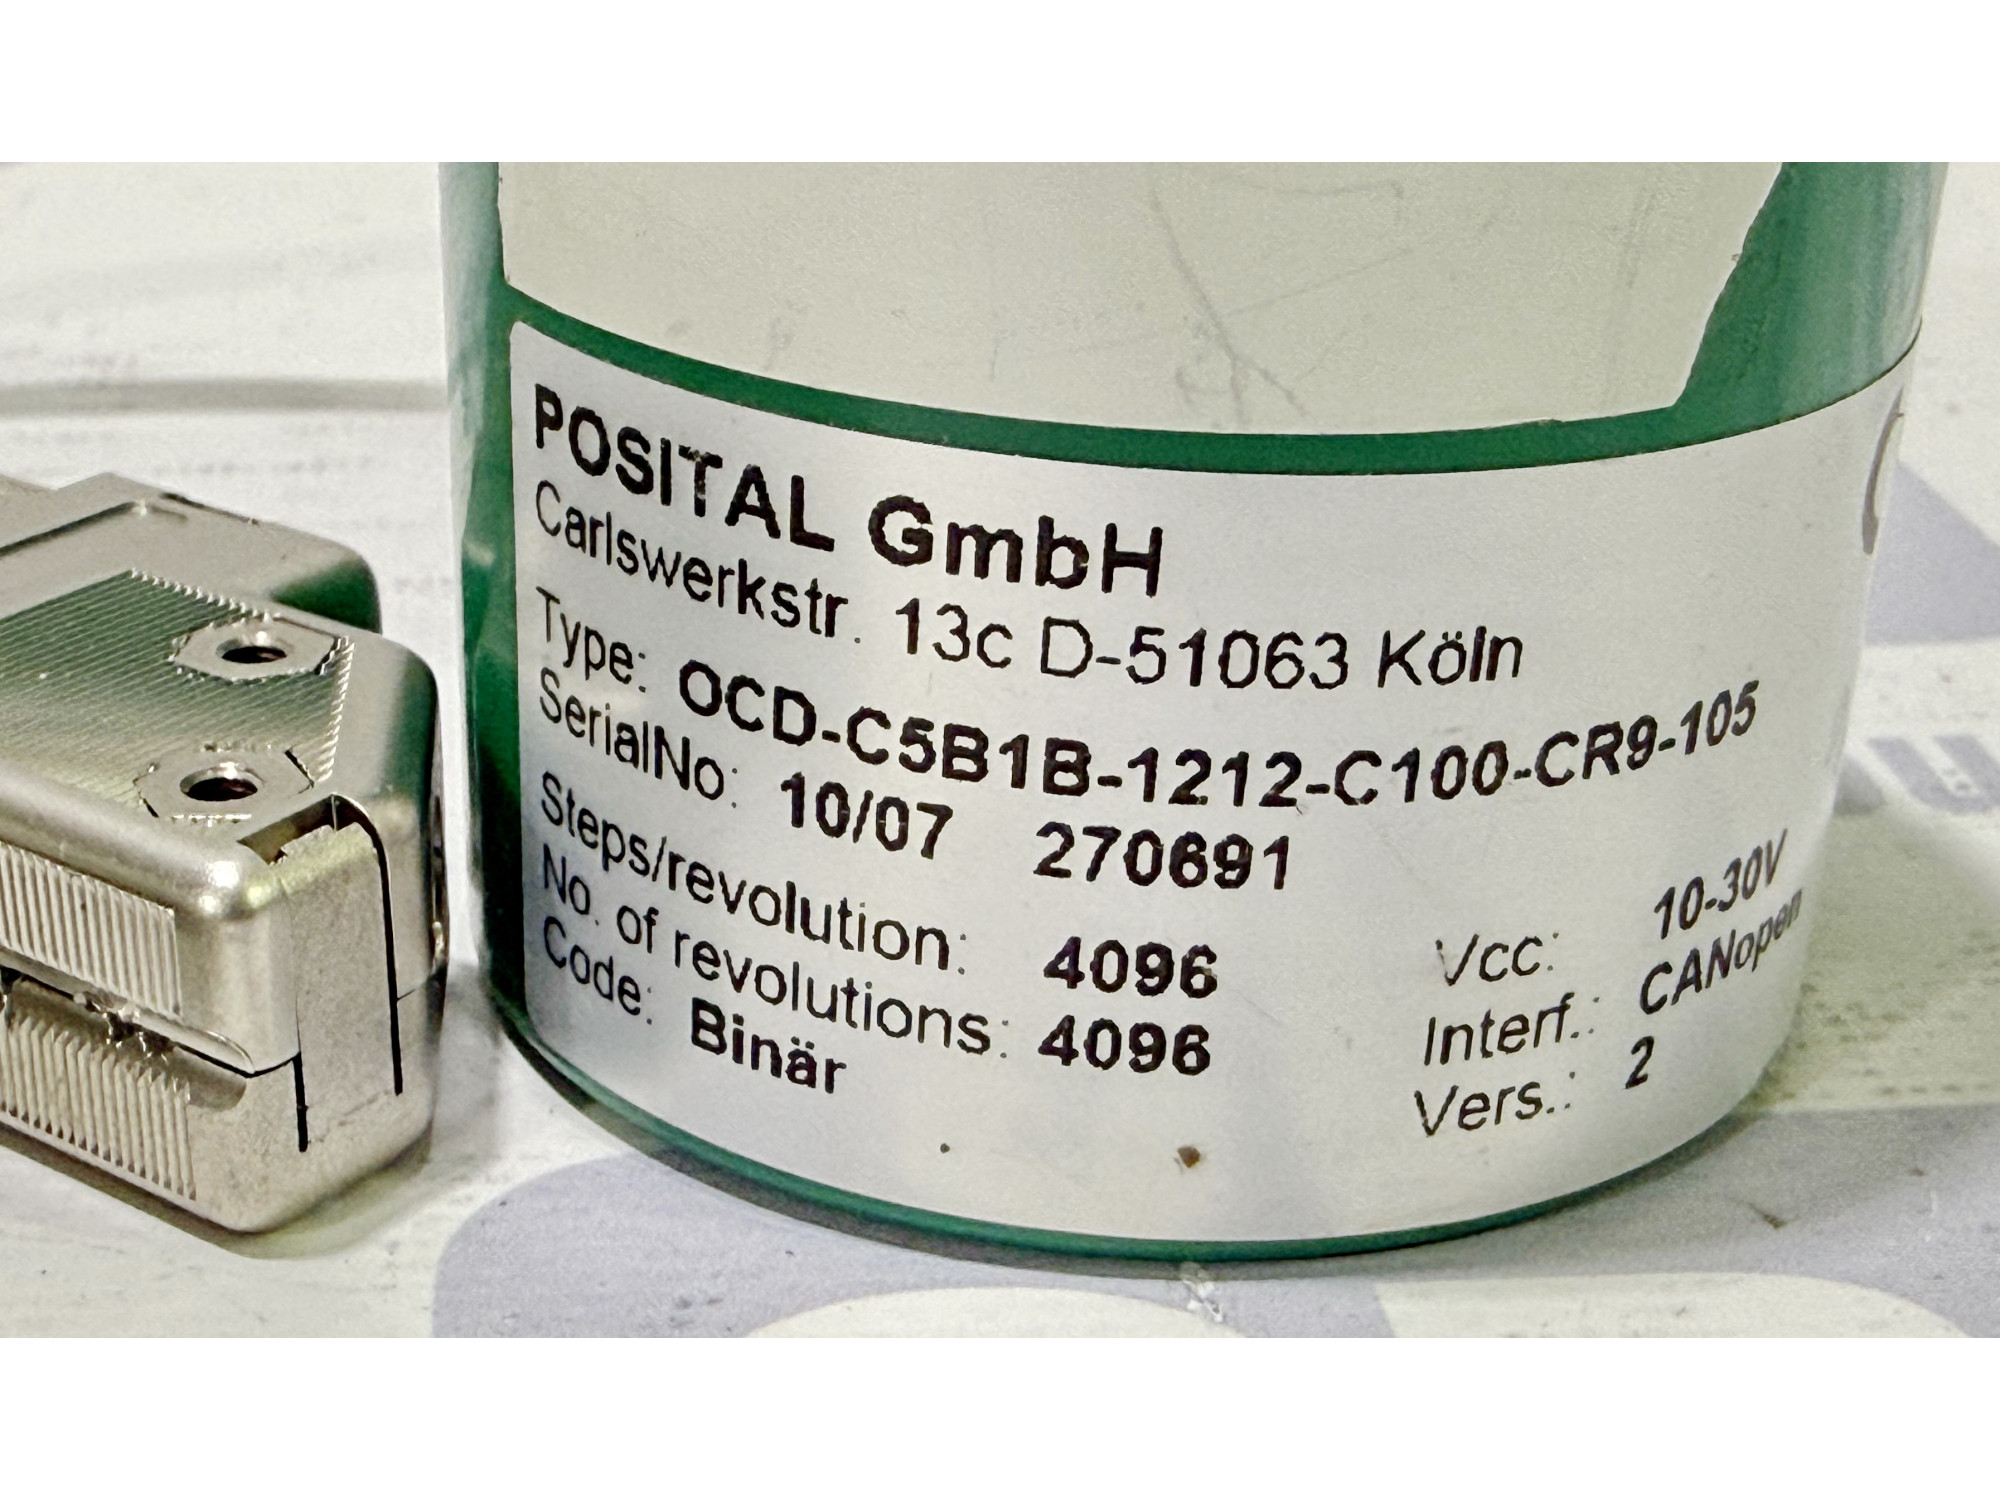 POSITAL GmbH
Carlswerkstr. 13c D-51063 Köln
Type: OCD-C5B1B-1212-C100-CR9-105
SerialNo: 10/07 270691
Steps/revolution: 4096 Vcc: 10-30V
No. of revolutions: 4096 Interf.: CANopen
Code: Binär Vers.: 2